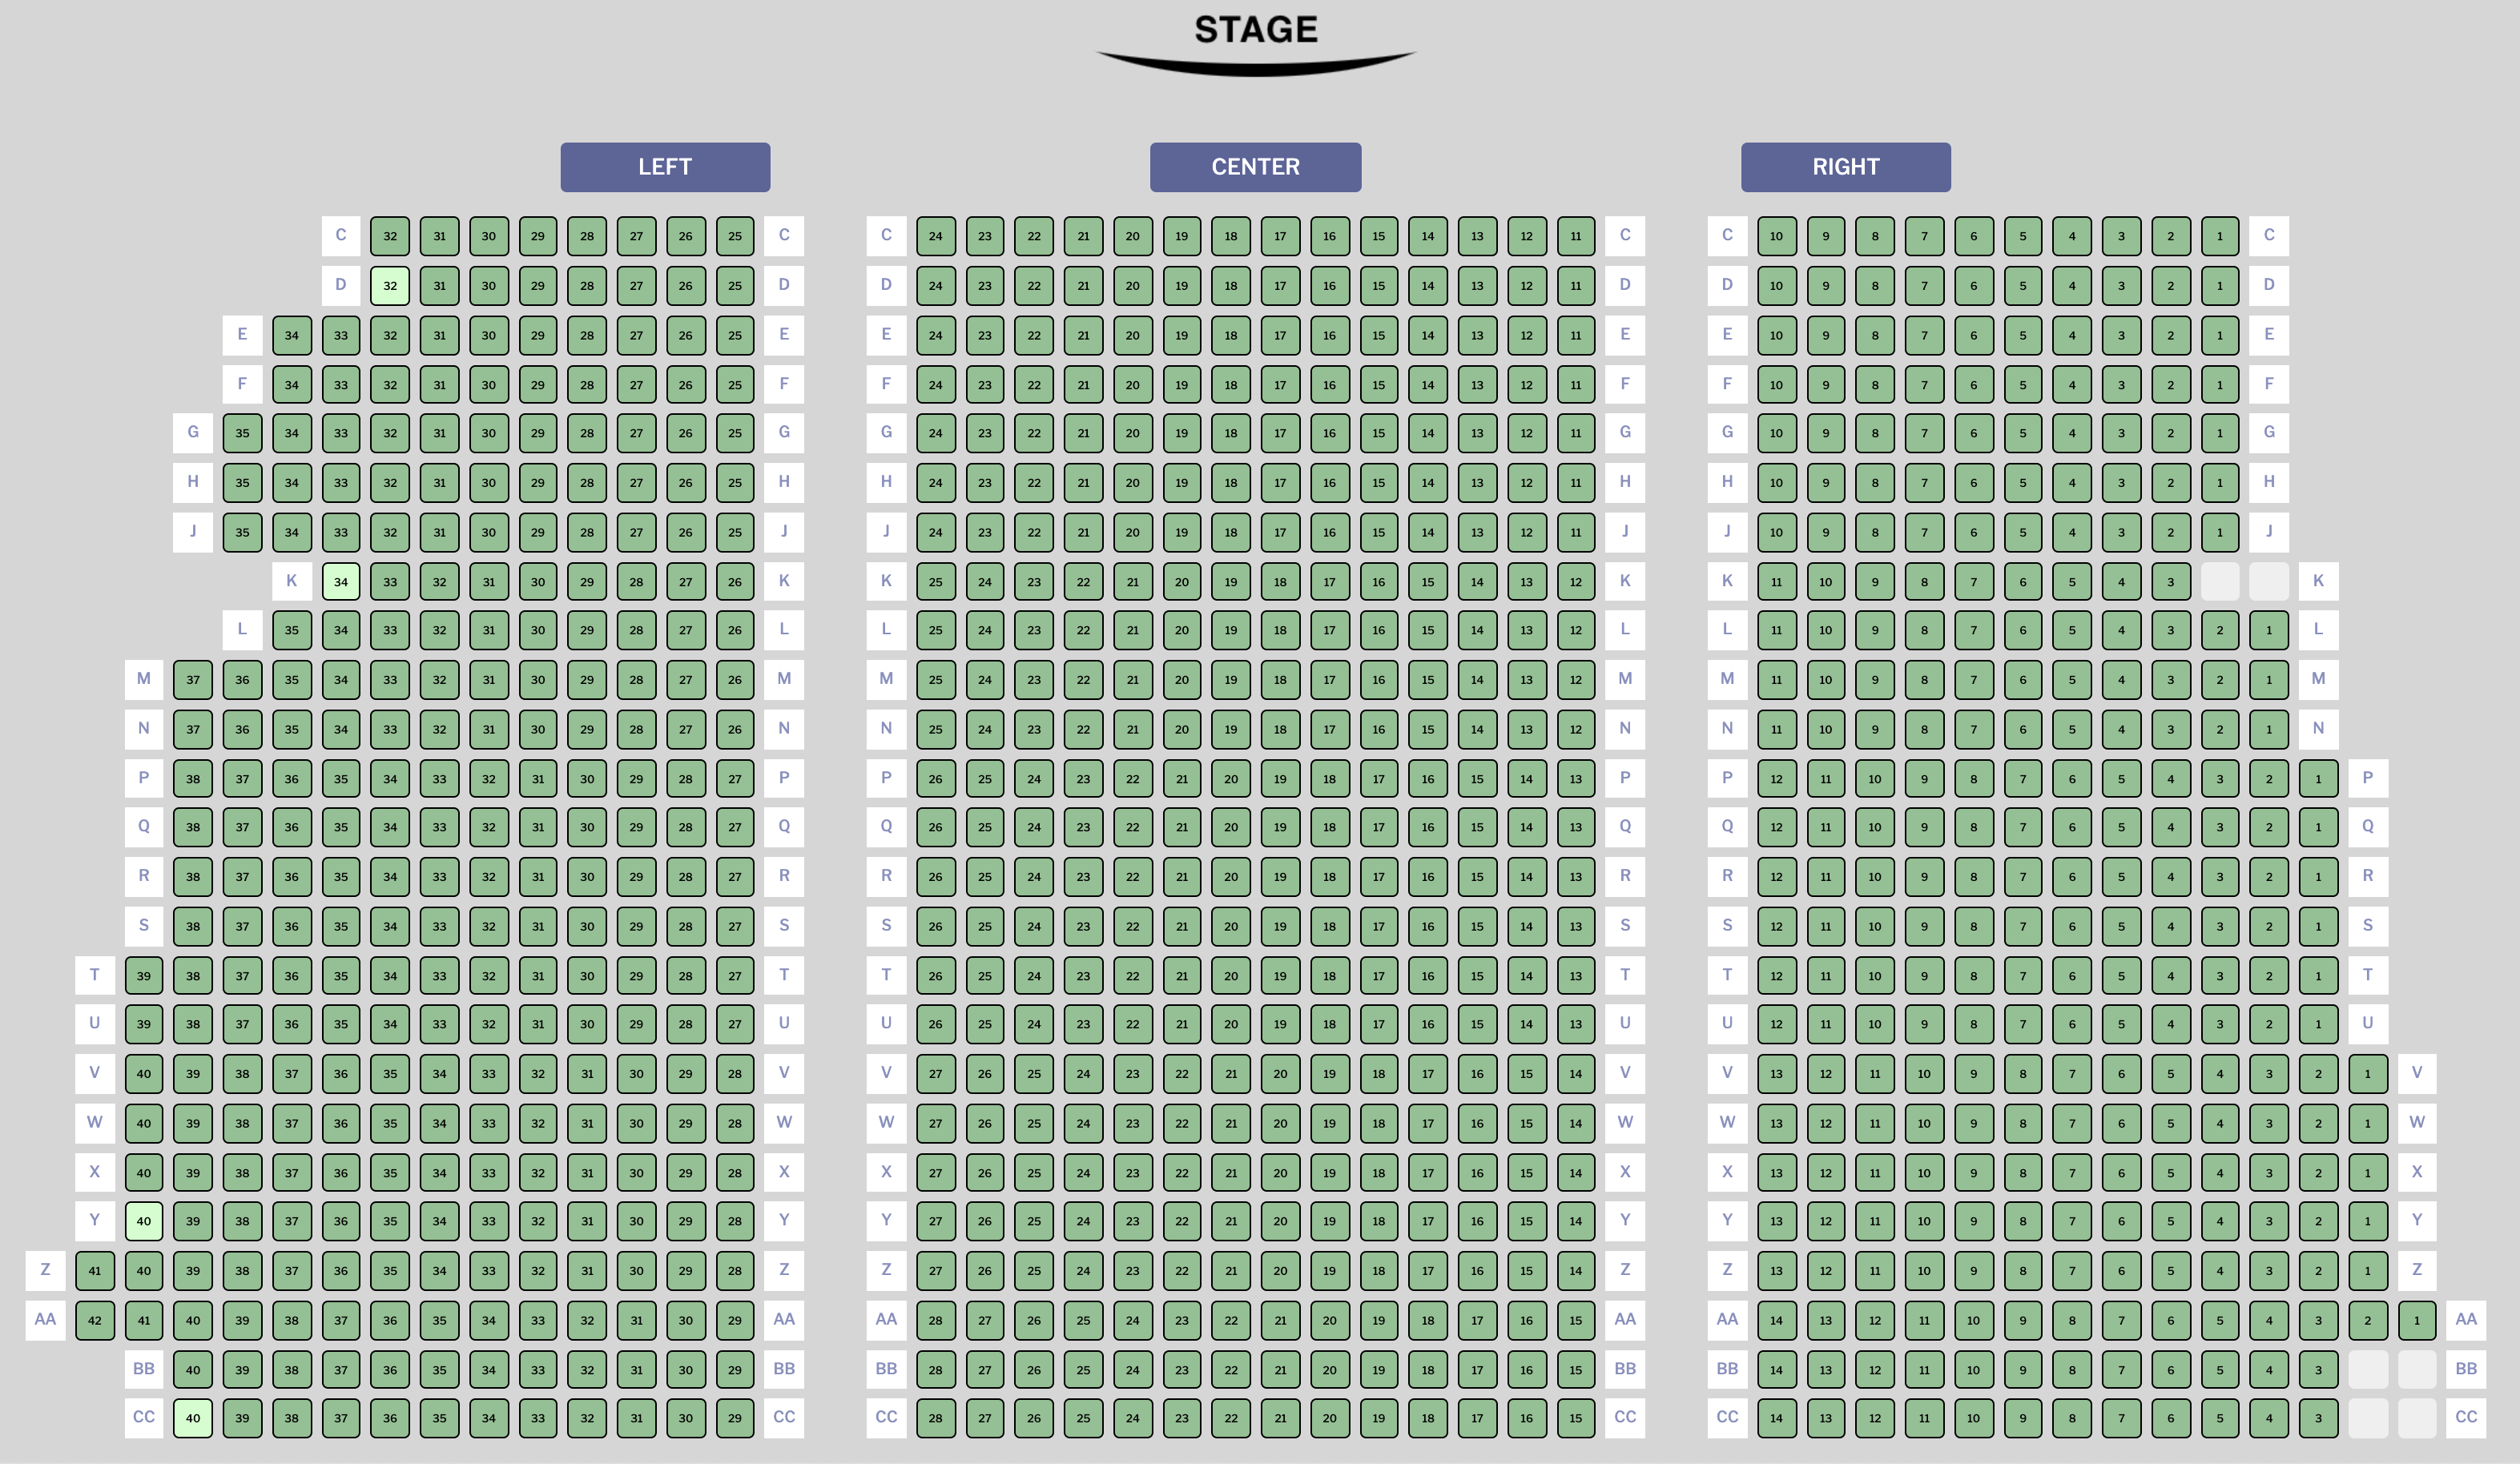 STAGE
LEFT CENTER RIGHT
C 32 31 30 29 28 27 26 25 C C 24 23 22 21 20 19 18 17 16 15 14 13 12 11 C C 10 9 8 7 6 5 4 3 2 1 C
D 32 31 30 29 28 27 26 25 D D 24 23 22 21 20 19 18 17 16 15 14 13 12 11 D D 10 9 8 7 6 5 4 3 2 1 D
E 34 33 32 31 30 29 28 27 26 25 E E 24 23 22 21 20 19 18 17 16 15 14 13 12 11 E E 10 9 8 7 6 5 4 3 2 1 E
F 34 33 32 31 30 29 28 27 26 25 F F 24 23 22 21 20 19 18 17 16 15 14 13 12 11 F F 10 9 8 7 6 5 4 3 2 1 F
G 35 34 33 32 31 30 29 28 27 26 25 G G 24 23 22 21 20 19 18 17 16 15 14 13 12 11 G G 10 9 8 7 6 5 4 3 2 1 G
H 35 34 33 32 31 30 29 28 27 26 25 H H 24 23 22 21 20 19 18 17 16 15 14 13 12 11 H H 10 9 8 7 6 5 4 3 2 1 H
J 35 34 33 32 31 30 29 28 27 26 25 J J 24 23 22 21 20 19 18 17 16 15 14 13 12 11 J J 10 9 8 7 6 5 4 3 2 1 J
K 34 33 32 31 30 29 28 27 26 K K 25 24 23 22 21 20 19 18 17 16 15 14 13 12 K K 11 10 9 8 7 6 5 4 3 K
L 35 34 33 32 31 30 29 28 27 26 L L 25 24 23 22 21 20 19 18 17 16 15 14 13 12 L L 11 10 9 8 7 6 5 4 3 2 1 L
M 37 36 35 34 33 32 31 30 29 28 27 26 M M 25 24 23 22 21 20 19 18 17 16 15 14 13 12 M M 11 10 9 8 7 6 5 4 3 2 1 M
N 37 36 35 34 33 32 31 30 29 28 27 26 N N 25 24 23 22 21 20 19 18 17 16 15 14 13 12 N N 11 10 9 8 7 6 5 4 3 2 1 N
P 38 37 36 35 34 33 32 31 30 29 28 27 P P 26 25 24 23 22 21 20 19 18 17 16 15 14 13 P P 12 11 10 9 8 7 6 5 4 3 2 1 P
Q 38 37 36 35 34 33 32 31 30 29 28 27 Q Q 26 25 24 23 22 21 20 19 18 17 16 15 14 13 Q Q 12 11 10 9 8 7 6 5 4 3 2 1 Q
R 38 37 36 35 34 33 32 31 30 29 28 27 R R 26 25 24 23 22 21 20 19 18 17 16 15 14 13 R R 12 11 10 9 8 7 6 5 4 3 2 1 R
S 38 37 36 35 34 33 32 31 30 29 28 27 S S 26 25 24 23 22 21 20 19 18 17 16 15 14 13 S S 12 11 10 9 8 7 6 5 4 3 2 1 S
T 39 38 37 36 35 34 33 32 31 30 29 28 27 T T 26 25 24 23 22 21 20 19 18 17 16 15 14 13 T T 12 11 10 9 8 7 6 5 4 3 2 1 T
U 39 38 37 36 35 34 33 32 31 30 29 28 27 U U 26 25 24 23 22 21 20 19 18 17 16 15 14 13 U U 12 11 10 9 8 7 6 5 4 3 2 1 U
V 40 39 38 37 36 35 34 33 32 31 30 29 28 V V 27 26 25 24 23 22 21 20 19 18 17 16 15 14 V V 13 12 11 10 9 8 7 6 5 4 3 2 1 V
W 40 39 38 37 36 35 34 33 32 31 30 29 28 W W 27 26 25 24 23 22 21 20 19 18 17 16 15 14 W W 13 12 11 10 9 8 7 6 5 4 3 2 1 W
X 40 39 38 37 36 35 34 33 32 31 30 29 28 X X 27 26 25 24 23 22 21 20 19 18 17 16 15 14 X X 13 12 11 10 9 8 7 6 5 4 3 2 1 X
Y 40 39 38 37 36 35 34 33 32 31 30 29 28 Y Y 27 26 25 24 23 22 21 20 19 18 17 16 15 14 Y Y 13 12 11 10 9 8 7 6 5 4 3 2 1 Y
Z 41 40 39 38 37 36 35 34 33 32 31 30 29 28 Z Z 27 26 25 24 23 22 21 20 19 18 17 16 15 14 Z Z 13 12 11 10 9 8 7 6 5 4 3 2 1 Z
AA 42 41 40 39 38 37 36 35 34 33 32 31 30 29 AA AA 28 27 26 25 24 23 22 21 20 19 18 17 16 15 AA AA 14 13 12 11 10 9 8 7 6 5 4 3 2 1 AA
BB 40 39 38 37 36 35 34 33 32 31 30 29 BB BB 28 27 26 25 24 23 22 21 20 19 18 17 16 15 BB BB 14 13 12 11 10 9 8 7 6 5 4 3 BB
CC 40 39 38 37 36 35 34 33 32 31 30 29 CC CC 28 27 26 25 24 23 22 21 20 19 18 17 16 15 CC CC 14 13 12 11 10 9 8 7 6 5 4 3 CC